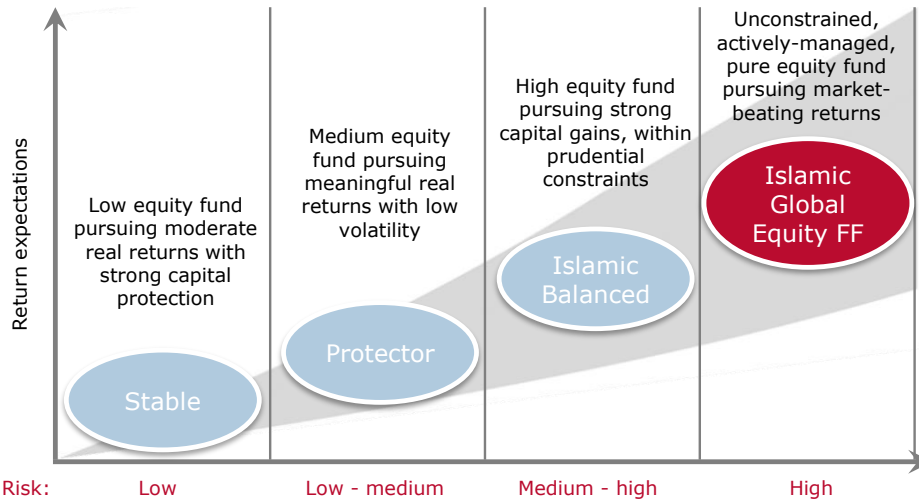 Unconstrained,
actively-managed,
pure equity fund
pursuing market-
beating returns
High equity fund
pursuing strong
capital gains, within
prudential
constraints
Medium equity
fund pursuing
meaningful real
returns with low
volatility
Low equity fund
pursuing moderate
real returns with
strong capital
protection
Return expectations
Islamic
Global
Equity FF
Islamic
Balanced
Protector
Stable
Risk: Low Low - medium Medium - high High